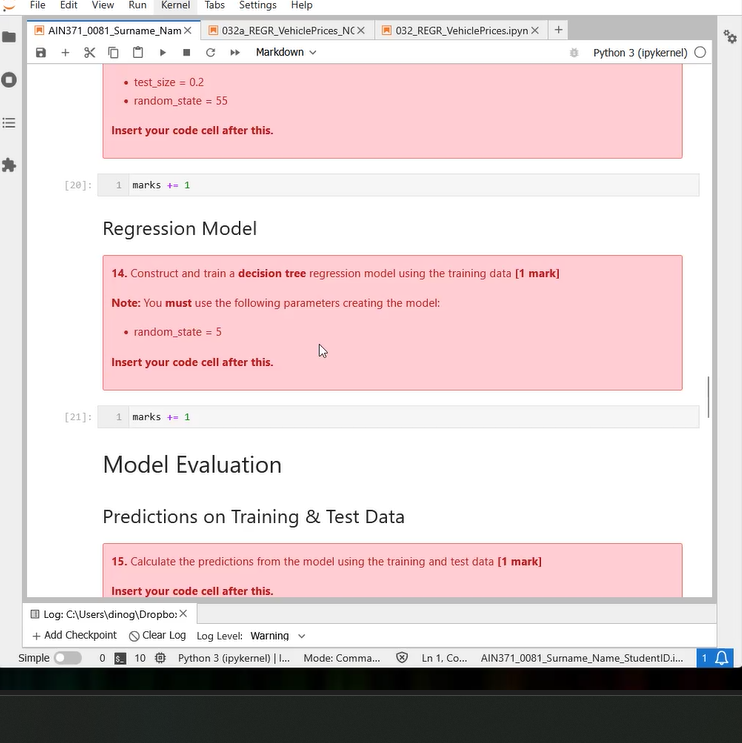 File Edit View Run Kernel Tabs Settings Help
AIN371_0081_Surname_Nam × 032a_REGR_VehiclePrices_NC × 032_REGR_VehiclePrices.ipyn × +
Markdown Python 3 (ipykernel)
• test_size = 0.2
• random_state = 55
Insert your code cell after this.
[20]: 1 marks += 1
Regression Model
14. Construct and train a decision tree regression model using the training data [1 mark]
Note: You must use the following parameters creating the model:
• random_state = 5
Insert your code cell after this.
[21]: 1 marks += 1
Model Evaluation
Predictions on Training & Test Data
15. Calculate the predictions from the model using the training and test data [1 mark]
Insert your code cell after this.
Log: C:\Users\dinog\Dropbo: ×
+ Add Checkpoint Clear Log Log Level: Warning
Simple 0 $_ 10 Python 3 (ipykernel) | I... Mode: Comma... Ln 1, Co... AIN371_0081_Surname_Name_StudentID.i... 1